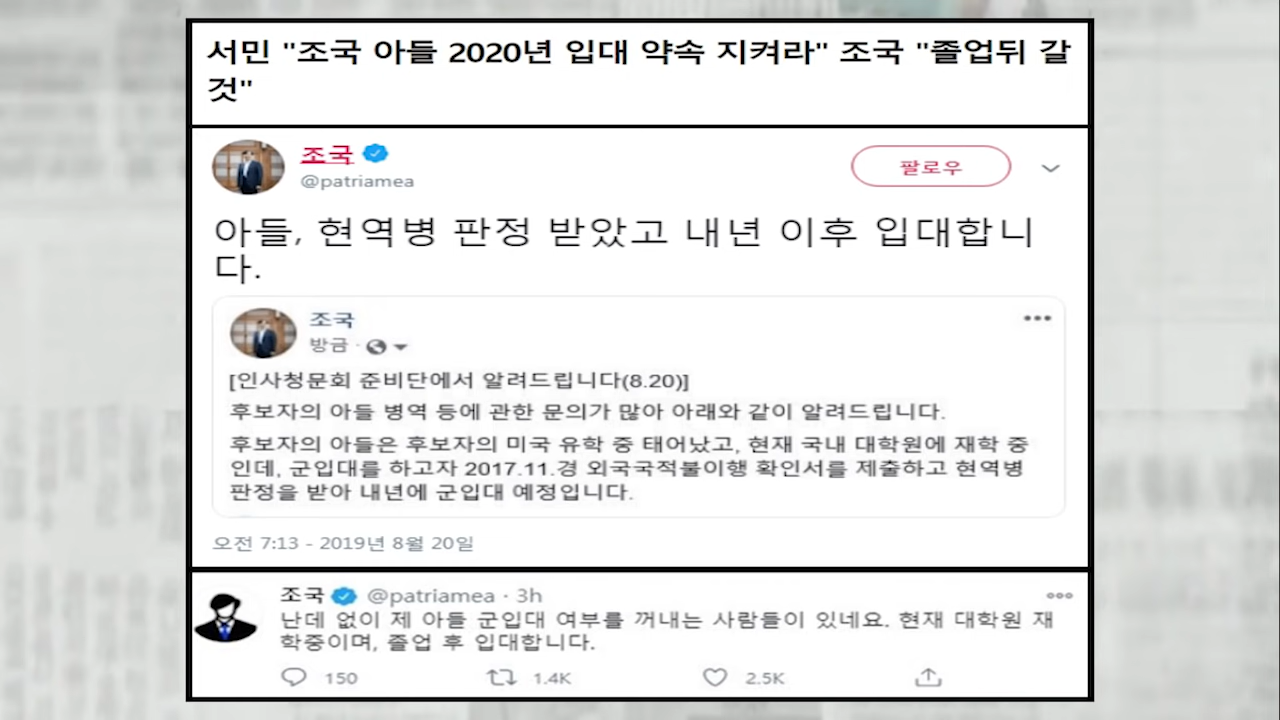 서민 "조국 아들 2020년 입대 약속 지켜라" 조국 "졸업뒤 갈
것"
조국
@patriamea
팔로우
아들, 현역병 판정 받았고 내년 이후 입대합니
다.
조국
방금 ·
[인사청문회 준비단에서 알려드립니다(8.20)]
후보자의 아들 병역 등에 관한 문의가 많아 아래와 같이 알려드립니다.
후보자의 아들은 후보자의 미국 유학 중 태어났고, 현재 국내 대학원에 재학 중
인데, 군입대를 하고자 2017.11.경 외국국적불이행 확인서를 제출하고 현역병
판정을 받아 내년에 군입대 예정입니다.
오전 7:13 - 2019년 8월 20일
조국 @patriamea · 3h
난데 없이 제 아들 군입대 여부를 꺼내는 사람들이 있네요. 현재 대학원 재
학중이며, 졸업 후 입대합니다.
150 1.4K 2.5K